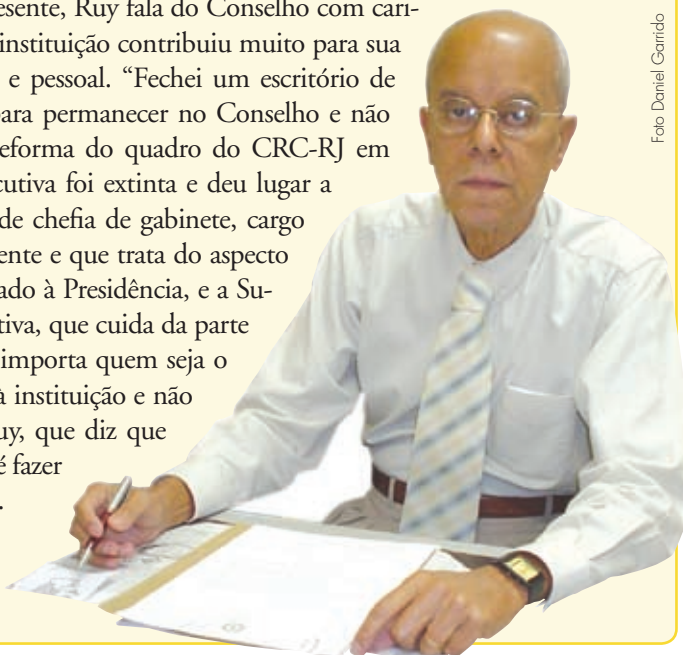 esente, Ruy fala do Conselho com cari-
instituição contribuiu muito para sua
e pessoal. “Fechei um escritório de
para permanecer no Conselho e não
eforma do quadro do CRC-RJ em
cutiva foi extinta e deu lugar a
de chefia de gabinete, cargo
ente e que trata do aspecto
ado à Presidência, e a Su-
tiva, que cuida da parte
importa quem seja o
à instituição e não
uy, que diz que
é fazer
.
Foto Daniel Garrido